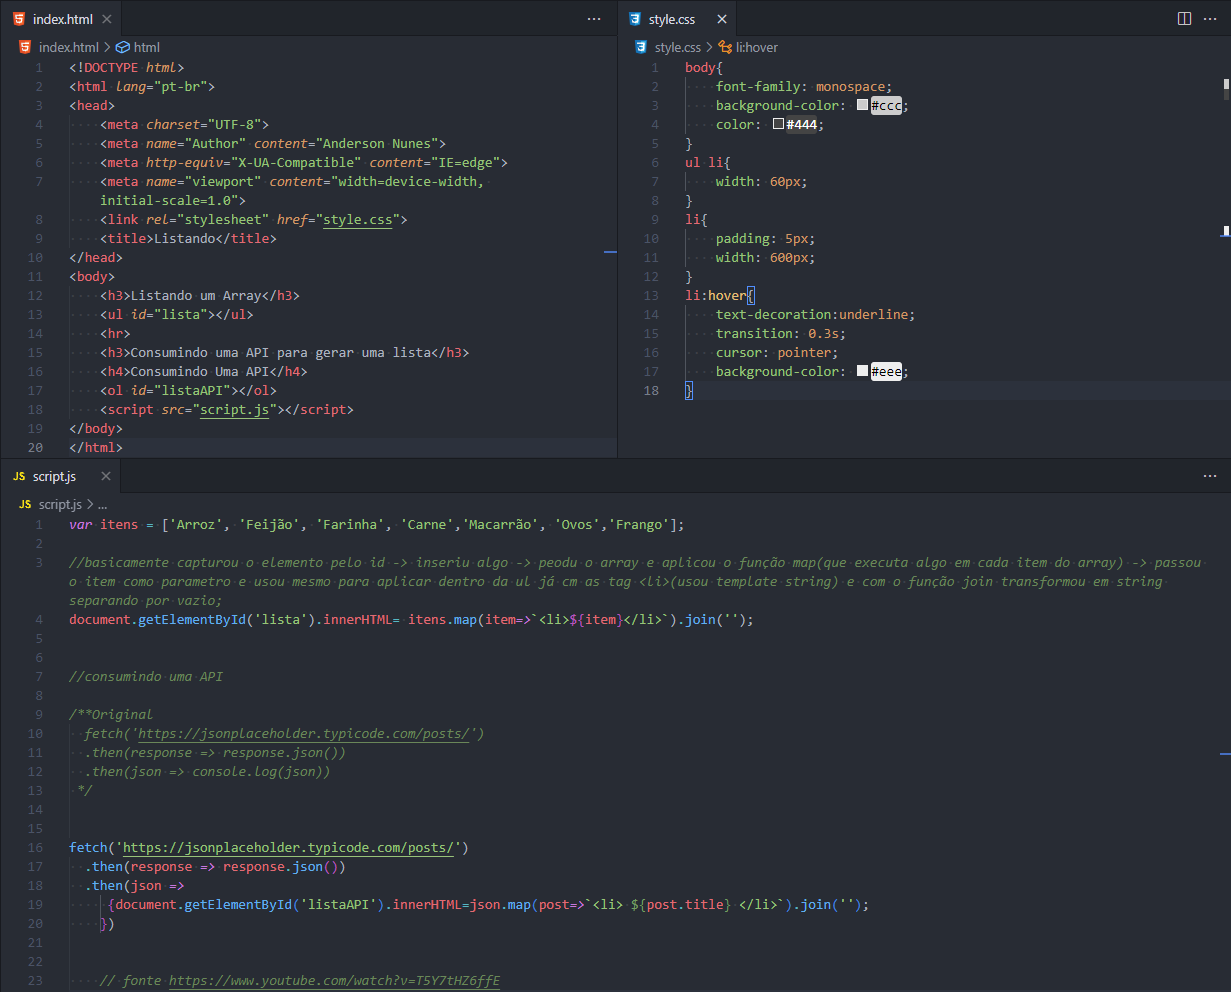 index.html
index.html > html
1 <!DOCTYPE html>
2 <html lang="pt-br">
3 <head>
4 <meta charset="UTF-8">
5 <meta name="Author" content="Anderson Nunes">
6 <meta http-equiv="X-UA-Compatible" content="IE=edge">
7 <meta name="viewport" content="width=device-width,
initial-scale=1.0">
8 <link rel="stylesheet" href="style.css">
9 <title>Listando</title>
10 </head>
11 <body>
12 <h3>Listando um Array</h3>
13 <ul id="lista"></ul>
14 <hr>
15 <h3>Consumindo uma API para gerar uma lista</h3>
16 <h4>Consumindo Uma API</h4>
17 <ol id="listaAPI"></ol>
18 <script src="script.js"></script>
19 </body>
20 </html>
style.css
style.css > li:hover
1 body{
2 font-family: monospace;
3 background-color: #ccc;
4 color: #444;
5 }
6 ul li{
7 width: 60px;
8 }
9 li{
10 padding: 5px;
11 width: 600px;
12 }
13 li:hover{
14 text-decoration:underline;
15 transition: 0.3s;
16 cursor: pointer;
17 background-color: #eee;
18 }
JS script.js
JS script.js > ...
1 var itens = ['Arroz', 'Feijão', 'Farinha', 'Carne','Macarrão', 'Ovos','Frango'];
2
3 //basicamente capturou o elemento pelo id -> inseriu algo -> peodu o array e aplicou o função map(que executa algo em cada item do array) -> passou
o item como parametro e usou mesmo para aplicar dentro da ul já cm as tag <li>(usou template string) e com o função join transformou em string
separando por vazio;
4 document.getElementById('lista').innerHTML= itens.map(item=>`<li>${item}</li>`).join('');
5
6
7 //consumindo uma API
8
9 /**Original
10 fetch('https://jsonplaceholder.typicode.com/posts/')
11 .then(response => response.json())
12 .then(json => console.log(json))
13 */
14
15
16 fetch('https://jsonplaceholder.typicode.com/posts/')
17 .then(response => response.json())
18 .then(json =>
19 {document.getElementById('listaAPI').innerHTML=json.map(post=>`<li> ${post.title} </li>`).join('');
20 })
21
22
23 // fonte https://www.youtube.com/watch?v=T5Y7tHZ6ffE